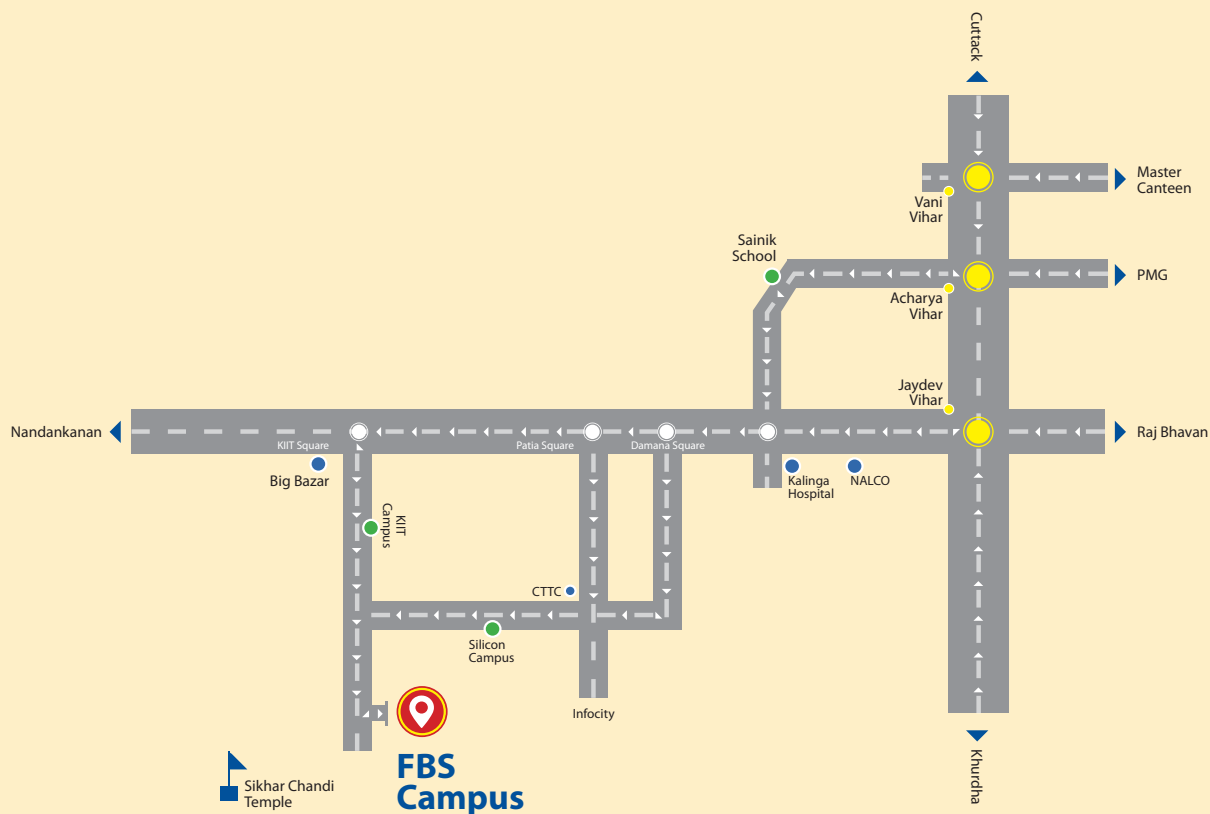 Cuttack
Master
Canteen
Vani
Vihar
Sainik
School
PMG
Acharya
Vihar
Jaydev
Vihar
Nandankanan
KIIT Square
Patia Square
Damana Square
Raj Bhavan
Big Bazar
Kalinga
Hospital
NALCO
KIIT
Campus
CTTC
Silicon
Campus
Infocity
FBS
Campus
Sikhar Chandi
Temple
Khurdha